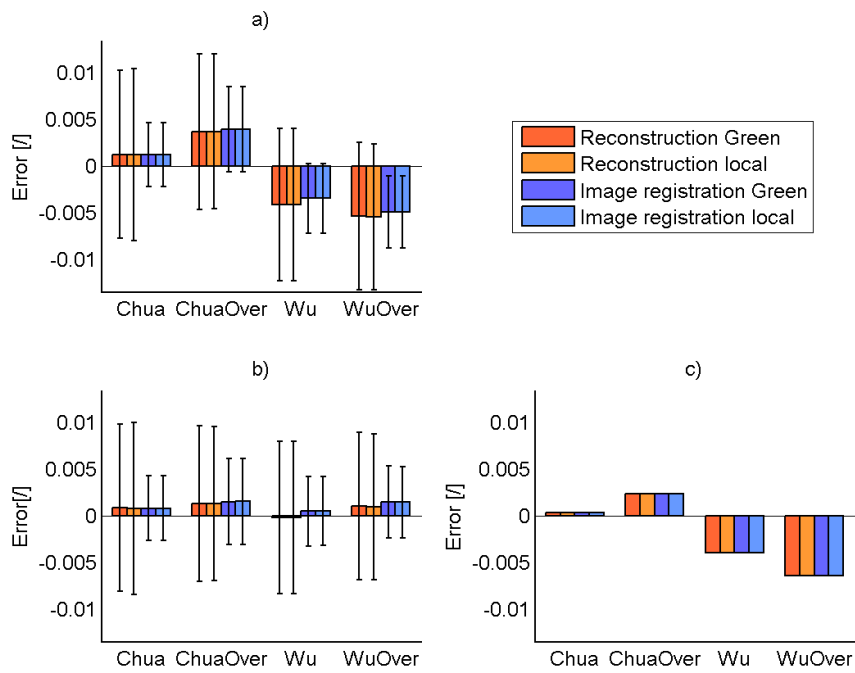 a)
Error [/]
0.01
0.005
0
-0.005
-0.01
Chua ChuaOver Wu WuOver
Reconstruction Green
Reconstruction local
Image registration Green
Image registration local
b)
Error[/]
0.01
0.005
0
-0.005
-0.01
Chua ChuaOver Wu WuOver
c)
Error [/]
0.01
0.005
0
-0.005
-0.01
Chua ChuaOver Wu WuOver